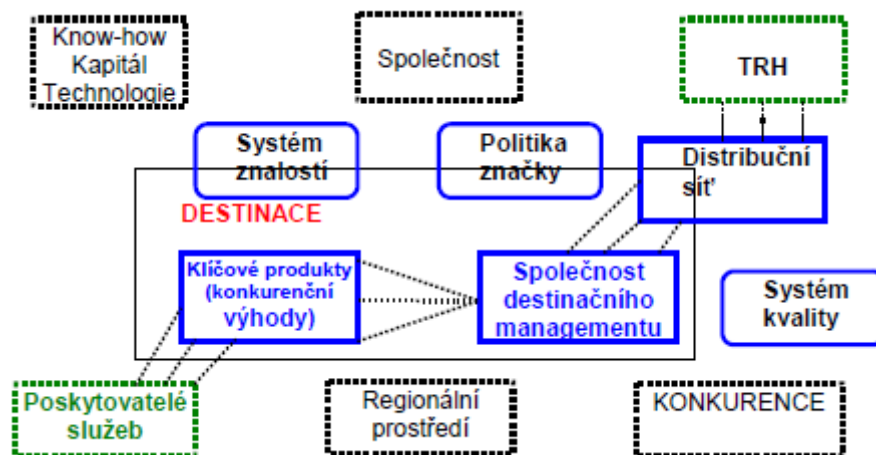 Know-how
Kapitál
Technologie
Společnost
TRH
Systém
znalostí
Politika
značky
Distribuční
síť
DESTINACE
Klíčové produkty
(konkurenční
výhody)
Společnost
destinačního
managementu
Systém
kvality
Poskytovatelé
služeb
Regionální
prostředí
KONKURENCE